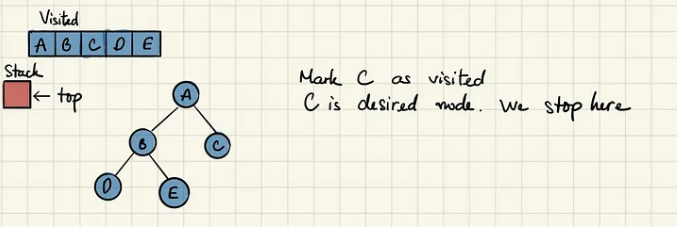 Visited
A B C D E
Stack
← top
Mark C as visited
C is desired node. We stop here
A
B
C
D
E